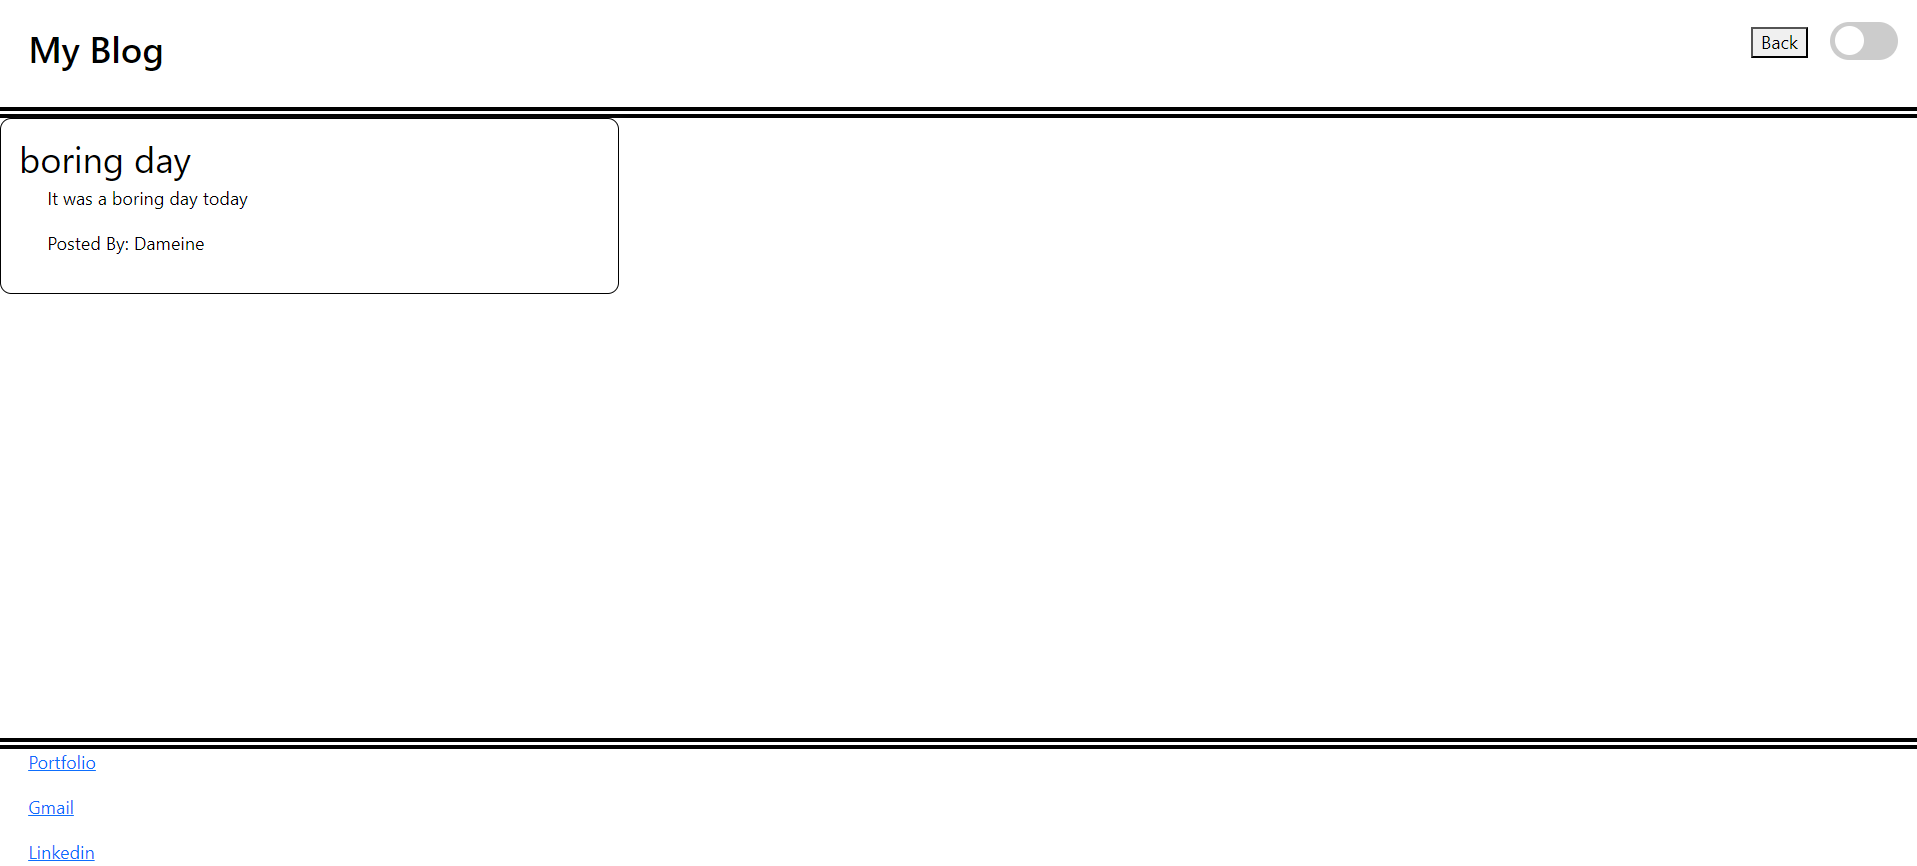 My Blog
Back
boring day
It was a boring day today
Posted By: Dameine
Portfolio
Gmail
Linkedin